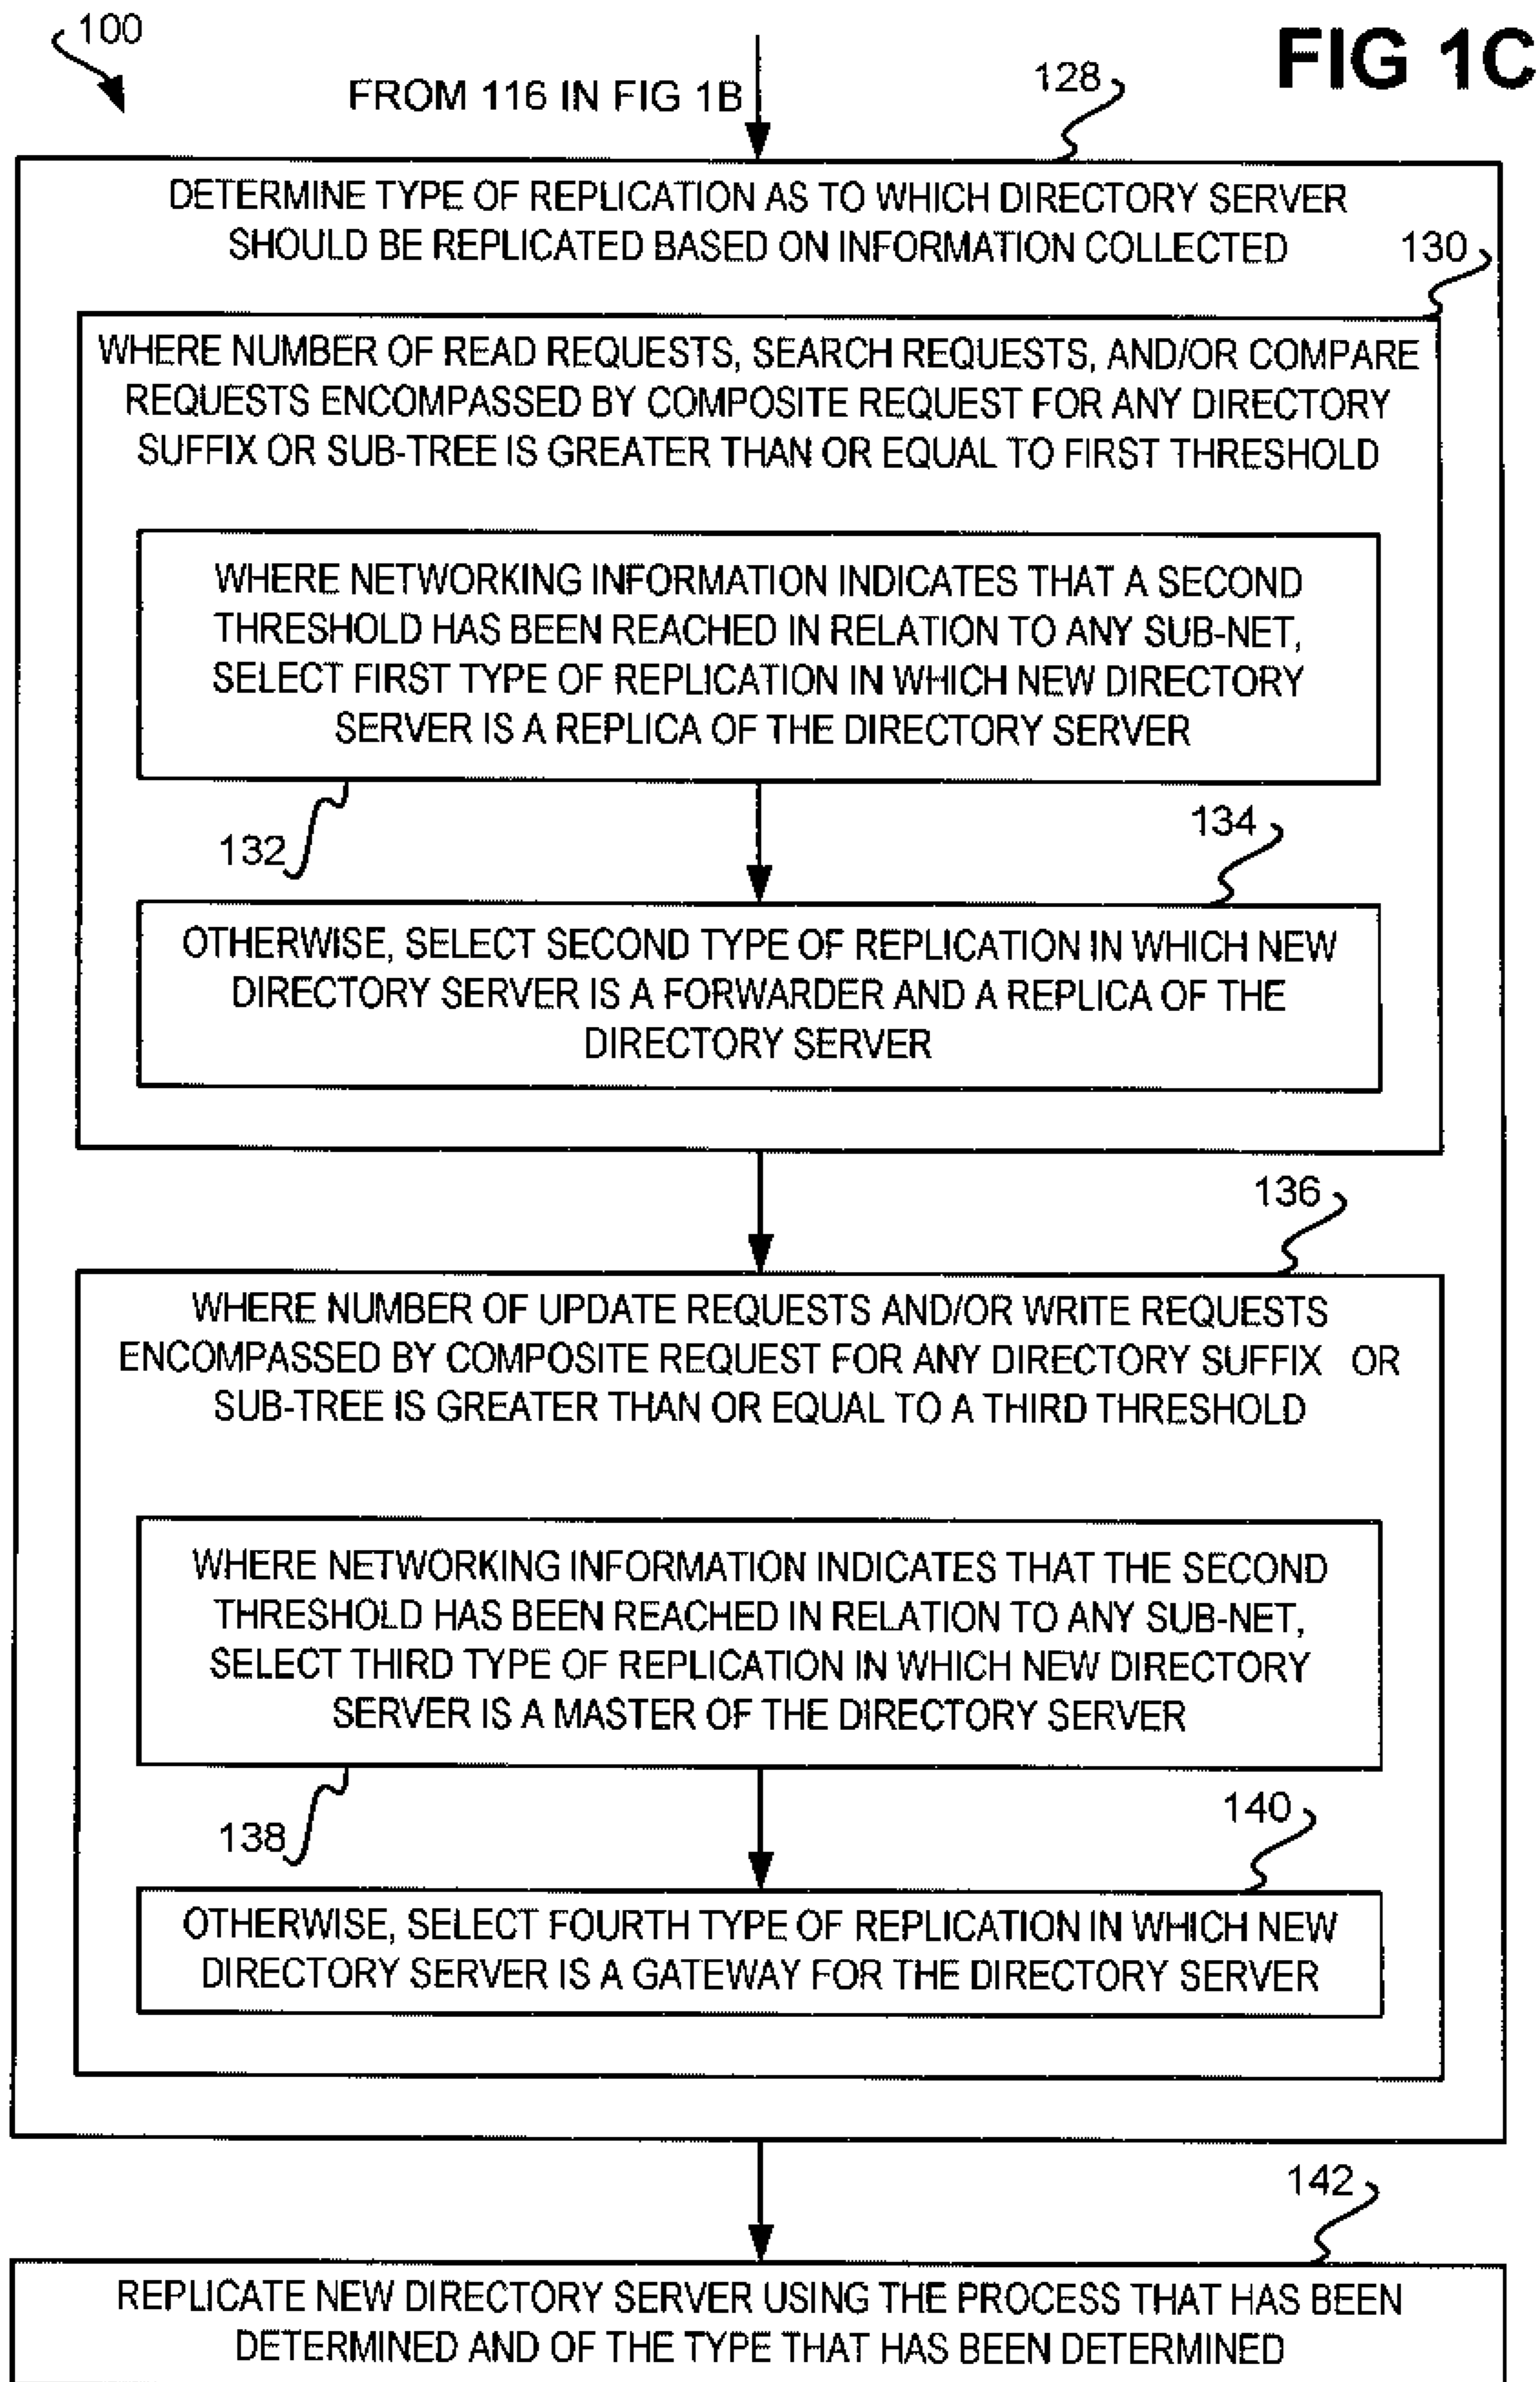 100
FIG 1C
FROM 116 IN FIG 1B
128
DETERMINE TYPE OF REPLICATION AS TO WHICH DIRECTORY SERVER
SHOULD BE REPLICATED BASED ON INFORMATION COLLECTED
130
WHERE NUMBER OF READ REQUESTS, SEARCH REQUESTS, AND/OR COMPARE
REQUESTS ENCOMPASSED BY COMPOSITE REQUEST FOR ANY DIRECTORY
SUFFIX OR SUB-TREE IS GREATER THAN OR EQUAL TO FIRST THRESHOLD
WHERE NETWORKING INFORMATION INDICATES THAT A SECOND
THRESHOLD HAS BEEN REACHED IN RELATION TO ANY SUB-NET,
SELECT FIRST TYPE OF REPLICATION IN WHICH NEW DIRECTORY
SERVER IS A REPLICA OF THE DIRECTORY SERVER
132
134
OTHERWISE, SELECT SECOND TYPE OF REPLICATION IN WHICH NEW
DIRECTORY SERVER IS A FORWARDER AND A REPLICA OF THE
DIRECTORY SERVER
136
WHERE NUMBER OF UPDATE REQUESTS AND/OR WRITE REQUESTS
ENCOMPASSED BY COMPOSITE REQUEST FOR ANY DIRECTORY SUFFIX OR
SUB-TREE IS GREATER THAN OR EQUAL TO A THIRD THRESHOLD
WHERE NETWORKING INFORMATION INDICATES THAT THE SECOND
THRESHOLD HAS BEEN REACHED IN RELATION TO ANY SUB-NET,
SELECT THIRD TYPE OF REPLICATION IN WHICH NEW DIRECTORY
SERVER IS A MASTER OF THE DIRECTORY SERVER
138
140
OTHERWISE, SELECT FOURTH TYPE OF REPLICATION IN WHICH NEW
DIRECTORY SERVER IS A GATEWAY FOR THE DIRECTORY SERVER
142
REPLICATE NEW DIRECTORY SERVER USING THE PROCESS THAT HAS BEEN
DETERMINED AND OF THE TYPE THAT HAS BEEN DETERMINED